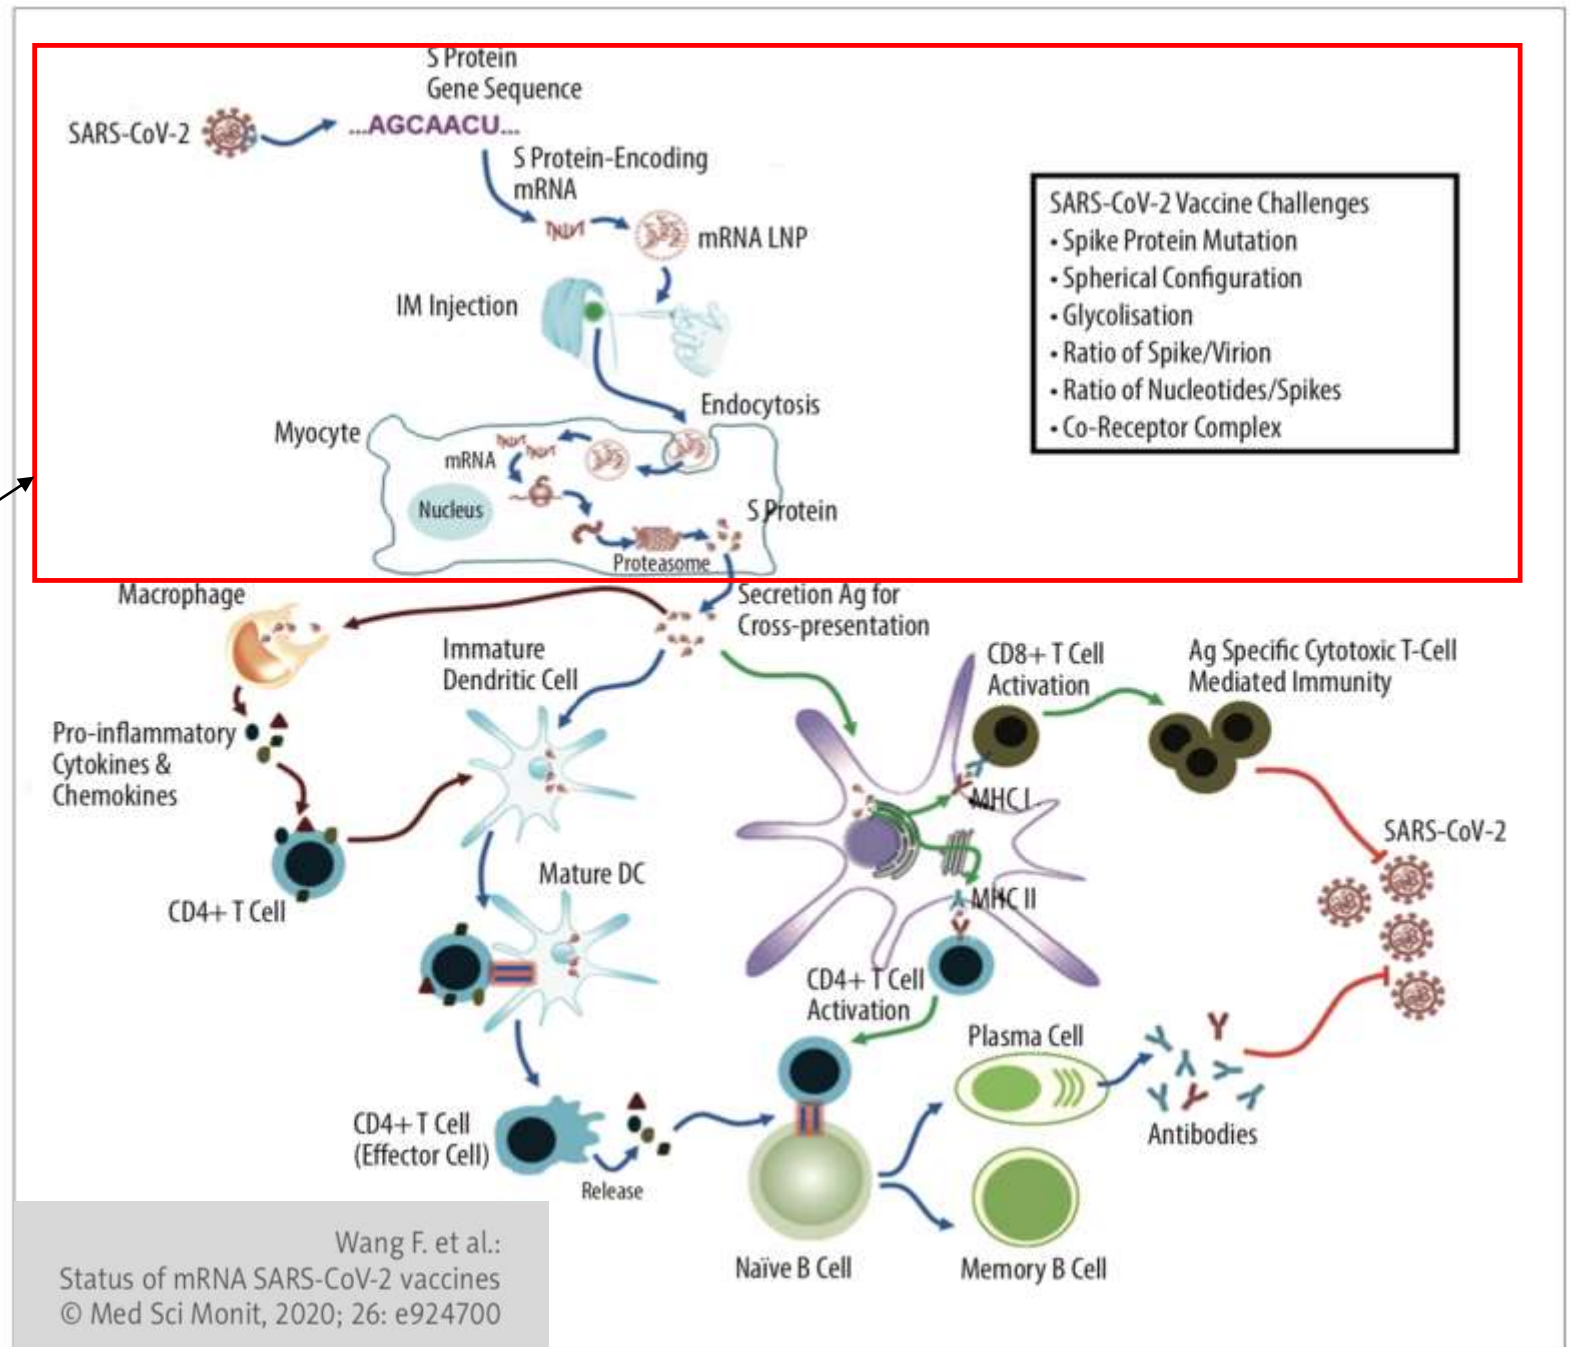 S Protein
Gene Sequence
SARS-CoV-2
...AGCAACU...
S Protein-Encoding
mRNA
mRNA LNP
IM Injection
Endocytosis
Myocyte
mRNA
Nucleus
S Protein
Proteasome
SARS-CoV-2 Vaccine Challenges
• Spike Protein Mutation
• Spherical Configuration
• Glycolisation
• Ratio of Spike/Virion
• Ratio of Nucleotides/Spikes
• Co-Receptor Complex
Macrophage
Secretion Ag for
Cross-presentation
Immature
Dendritic Cell
CD8+ T Cell
Activation
Ag Specific Cytotoxic T-Cell
Mediated Immunity
Pro-inflammatory
Cytokines &
Chemokines
MHC I
SARS-CoV-2
CD4+ T Cell
Mature DC
MHC II
CD4+ T Cell
Activation
Plasma Cell
Antibodies
CD4+ T Cell
(Effector Cell)
Release
Naïve B Cell
Memory B Cell
Wang F. et al.:
Status of mRNA SARS-CoV-2 vaccines
© Med Sci Monit, 2020; 26: e924700